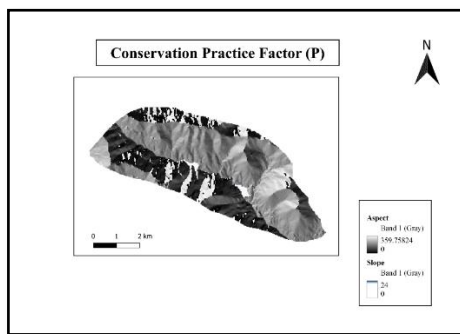 Conservation Practice Factor (P)
N
0 1 2 km
Aspect
Band 1 (Gray)
359.75824
0
Slope
Band 1 (Gray)
24
0